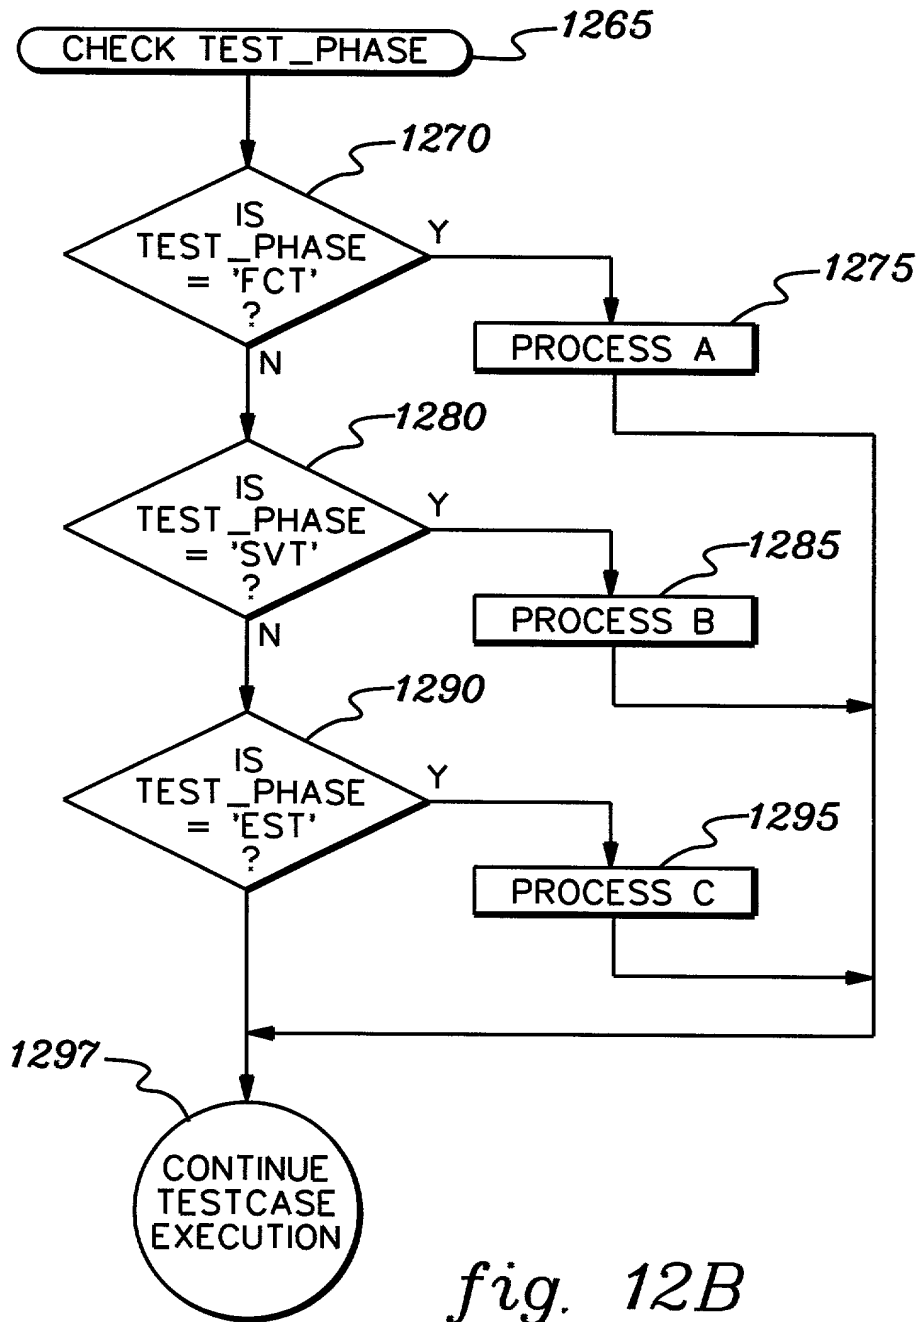 1265
CHECK TEST_PHASE
1270
IS
TEST_PHASE
= 'FCT'
?
Y
N
1275
PROCESS A
1280
IS
TEST_PHASE
= 'SVT'
?
Y
N
1285
PROCESS B
1290
IS
TEST_PHASE
= 'EST'
?
Y
1295
PROCESS C
1297
CONTINUE
TESTCASE
EXECUTION
fig. 12B